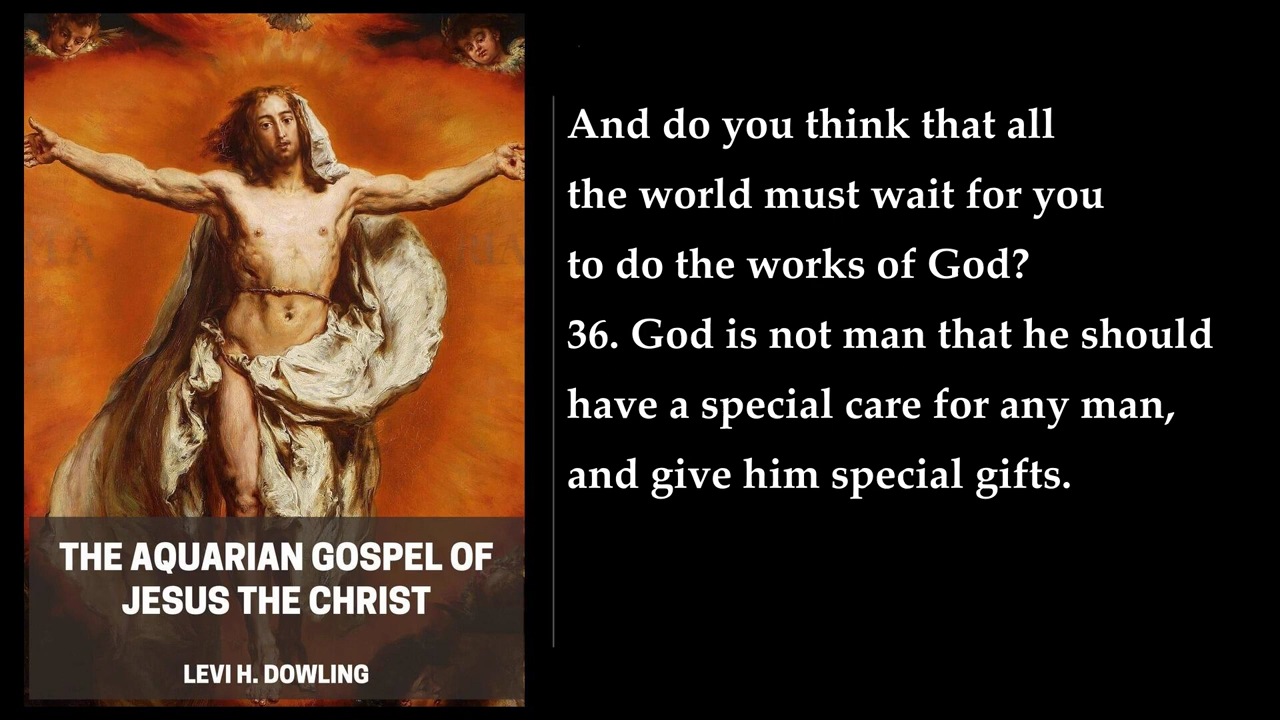 And do you think that all
the world must wait for you
to do the works of God?
36. God is not man that he should
have a special care for any man,
and give him special gifts.
THE AQUARIAN GOSPEL OF
JESUS THE CHRIST
LEVI H. DOWLING